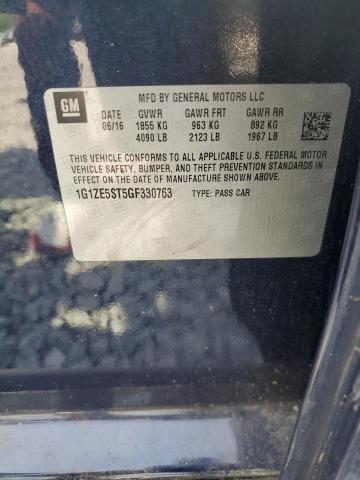 GM
MFD BY GENERAL MOTORS LLC
DATE GVWR GAWR FRT GAWR RR
06/16 1855 KG 963 KG 892 KG
4090 LB 2123 LB 1967 LB
THIS VEHICLE CONFORMS TO ALL APPLICABLE U.S. FEDERAL MOTOR
VEHICLE SAFETY, BUMPER, AND THEFT PREVENTION STANDARDS IN
EFFECT ON THE DATE OF MANUFACTURE SHOWN ABOVE.
1G1ZE5ST5GF330763 TYPE: PASS CAR